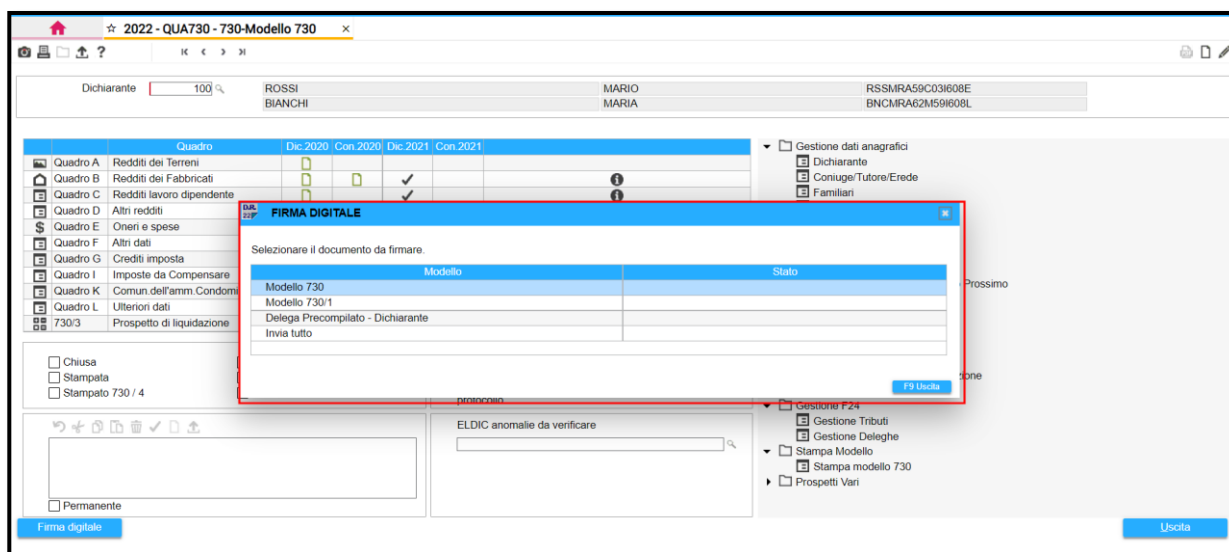 2022 - QUA730 - 730-Modello 730
Dichiarante 100 ROSSI MARIO RSSMRA59C03I608E
BIANCHI MARIA BNCMRA62M59I608L
Quadro Dic.2020 Con.2020 Dic.2021 Con.2021
Quadro A Redditi dei Terreni
Quadro B Redditi dei Fabbricati
Quadro C Redditi lavoro dipendente
Quadro D Altri redditi
Quadro E Oneri e spese
Quadro F Altri dati
Quadro G Crediti imposta
Quadro I Imposte da Compensare
Quadro K Comun.dell'amm.Condomi
Quadro L Ulteriori dati
730/3 Prospetto di liquidazione
Gestione dati anagrafici
Dichiarante
Coniuge/Tutore/Erede
Familiari
Prossimo
zione
FIRMA DIGITALE
Selezionare il documento da firmare.
Modello Stato
Modello 730
Modello 730/1
Delega Precompilato - Dichiarante
Invia tutto
F9 Uscita
Chiusa
Stampata
Stampato 730 / 4
protocollo
ELDIC anomalie da verificare
Gestione F24
Gestione Tributi
Gestione Deleghe
Stampa Modello
Stampa modello 730
Prospetti Vari
Permanente
Firma digitale
Uscita